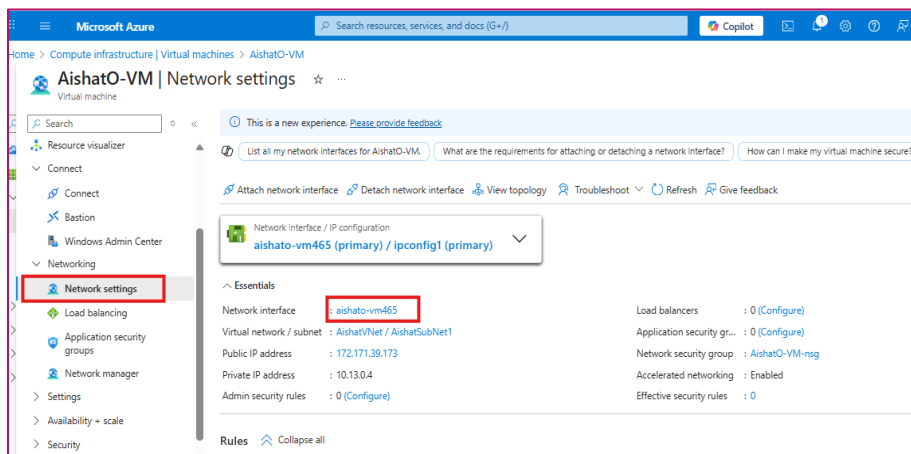 Microsoft Azure
Search resources, services, and docs (G+/)
Copilot
Home > Compute infrastructure | Virtual machines > AishatO-VM
AishatO-VM | Network settings
Virtual machine
Search
Resource visualizer
Connect
Connect
Bastion
Windows Admin Center
Networking
Network settings
Load balancing
Application security
groups
Network manager
Settings
Availability + scale
Security
This is a new experience. Please provide feedback
List all my network interfaces for AishatO-VM.
What are the requirements for attaching or detaching a network interface?
How can I make my virtual machine secure?
Attach network interface
Detach network interface
View topology
Troubleshoot
Refresh
Give feedback
Network interface / IP configuration
aishato-vm465 (primary) / ipconfig1 (primary)
Essentials
Network interface : aishato-vm465
Virtual network / subnet : AishatVNet / AishatSubNet1
Public IP address : 172.171.39.173
Private IP address : 10.13.0.4
Admin security rules : 0 (Configure)
Load balancers : 0 (Configure)
Application security gr... : 0 (Configure)
Network security group : AishatO-VM-nsg
Accelerated networking : Enabled
Effective security rules : 0
Rules
Collapse all